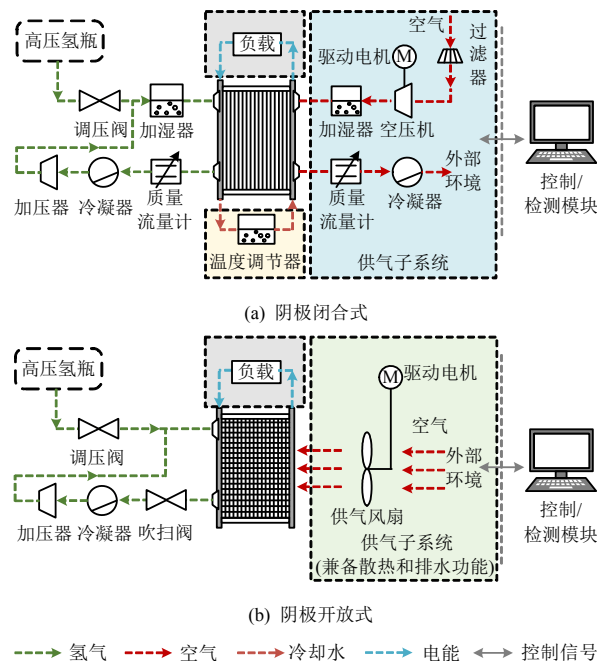 高压氢瓶
负载
空气
过滤器
驱动电机
M
调压阀
加湿器
加湿器
空压机
外部
环境
加压器
冷凝器
质量
流量计
质量
流量计
冷凝器
控制/
检测模块
温度调节器
供气子系统
(a) 阴极闭合式
高压氢瓶
负载
M
驱动电机
空气
调压阀
外部
环境
加压器
冷凝器
吹扫阀
供气风扇
控制/
检测模块
供气子系统
(兼备散热和排水功能)
(b) 阴极开放式
氢气
空气
冷却水
电能
控制信号